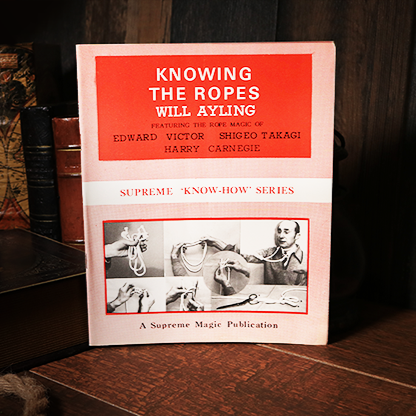 KNOWING
THE ROPES
WILL AYLING
FEATURING THE ROPE MAGIC OF
EDWARD VICTOR SHIGEO TAKAGI
HARRY CARNEGIE
SUPREME 'KNOW-HOW' SERIES
A Supreme Magic Publication